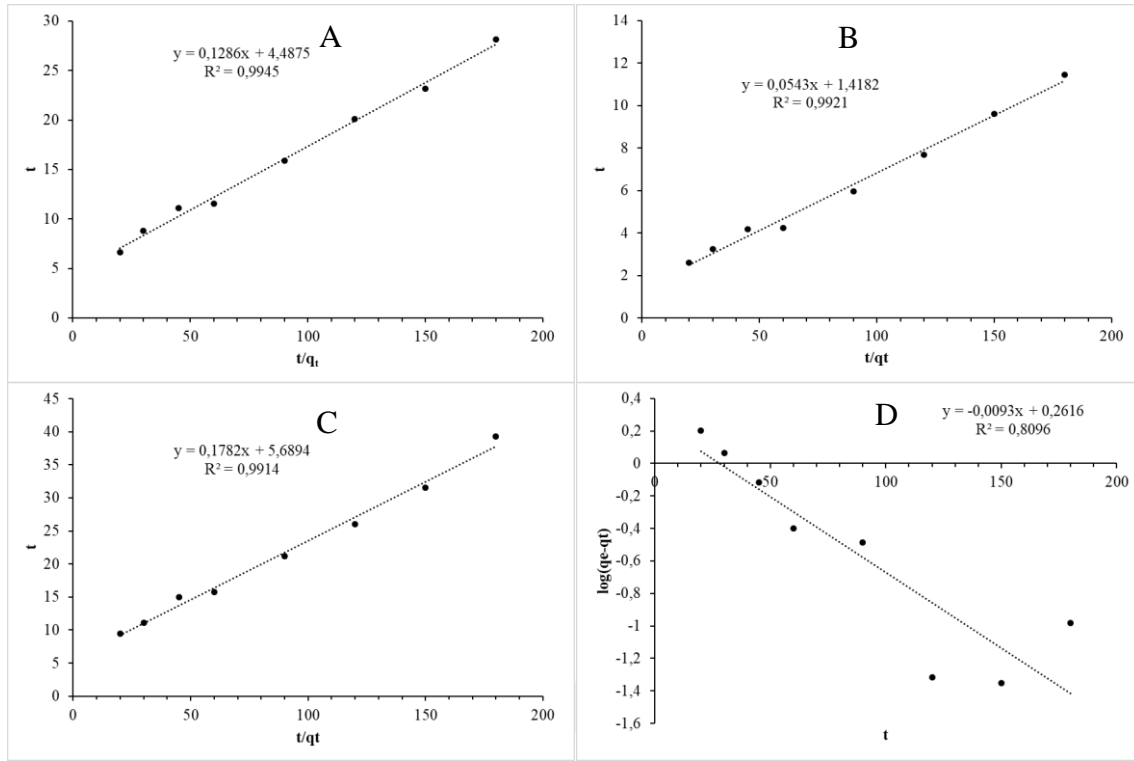 A
y = 0,1286x + 4,4875
R² = 0,9945
30
25
20
15
10
5
0
t
0 50 100 150 200
t/qₜ
B
y = 0,0543x + 1,4182
R² = 0,9921
14
12
10
8
6
4
2
0
t
0 50 100 150 200
t/qt
C
y = 0,1782x + 5,6894
R² = 0,9914
45
40
35
30
25
20
15
10
5
0
t
0 50 100 150 200
t/qt
D
y = -0,0093x + 0,2616
R² = 0,8096
0,4
0,2
0
-0,2
-0,4
-0,6
-0,8
-1
-1,2
-1,4
-1,6
log(qe-qt)
0 50 100 150 200
t